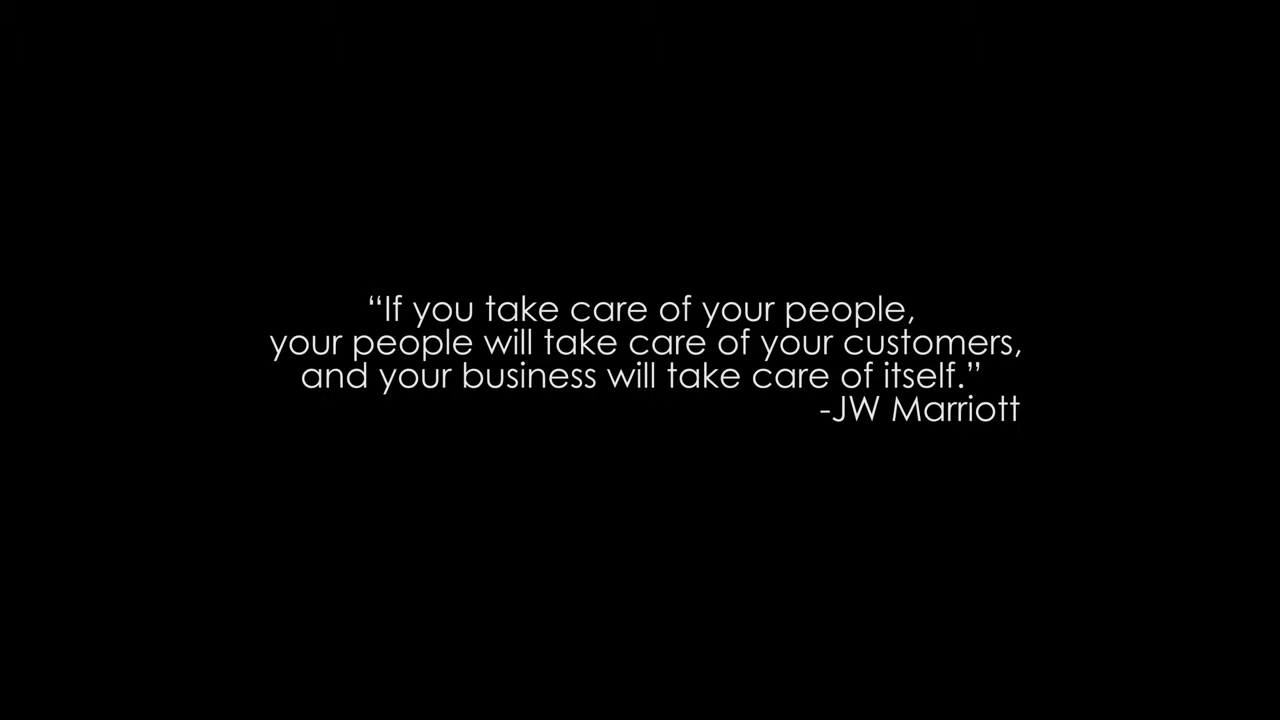 “If you take care of your people,
your people will take care of your customers,
and your business will take care of itself.”
-JW Marriott